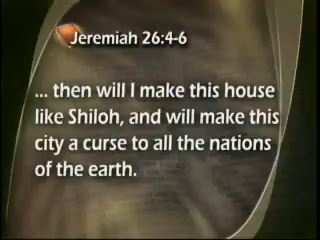 Jeremiah 26:4-6
... then will I make this house
like Shiloh, and will make this
city a curse to all the nations
of the earth.